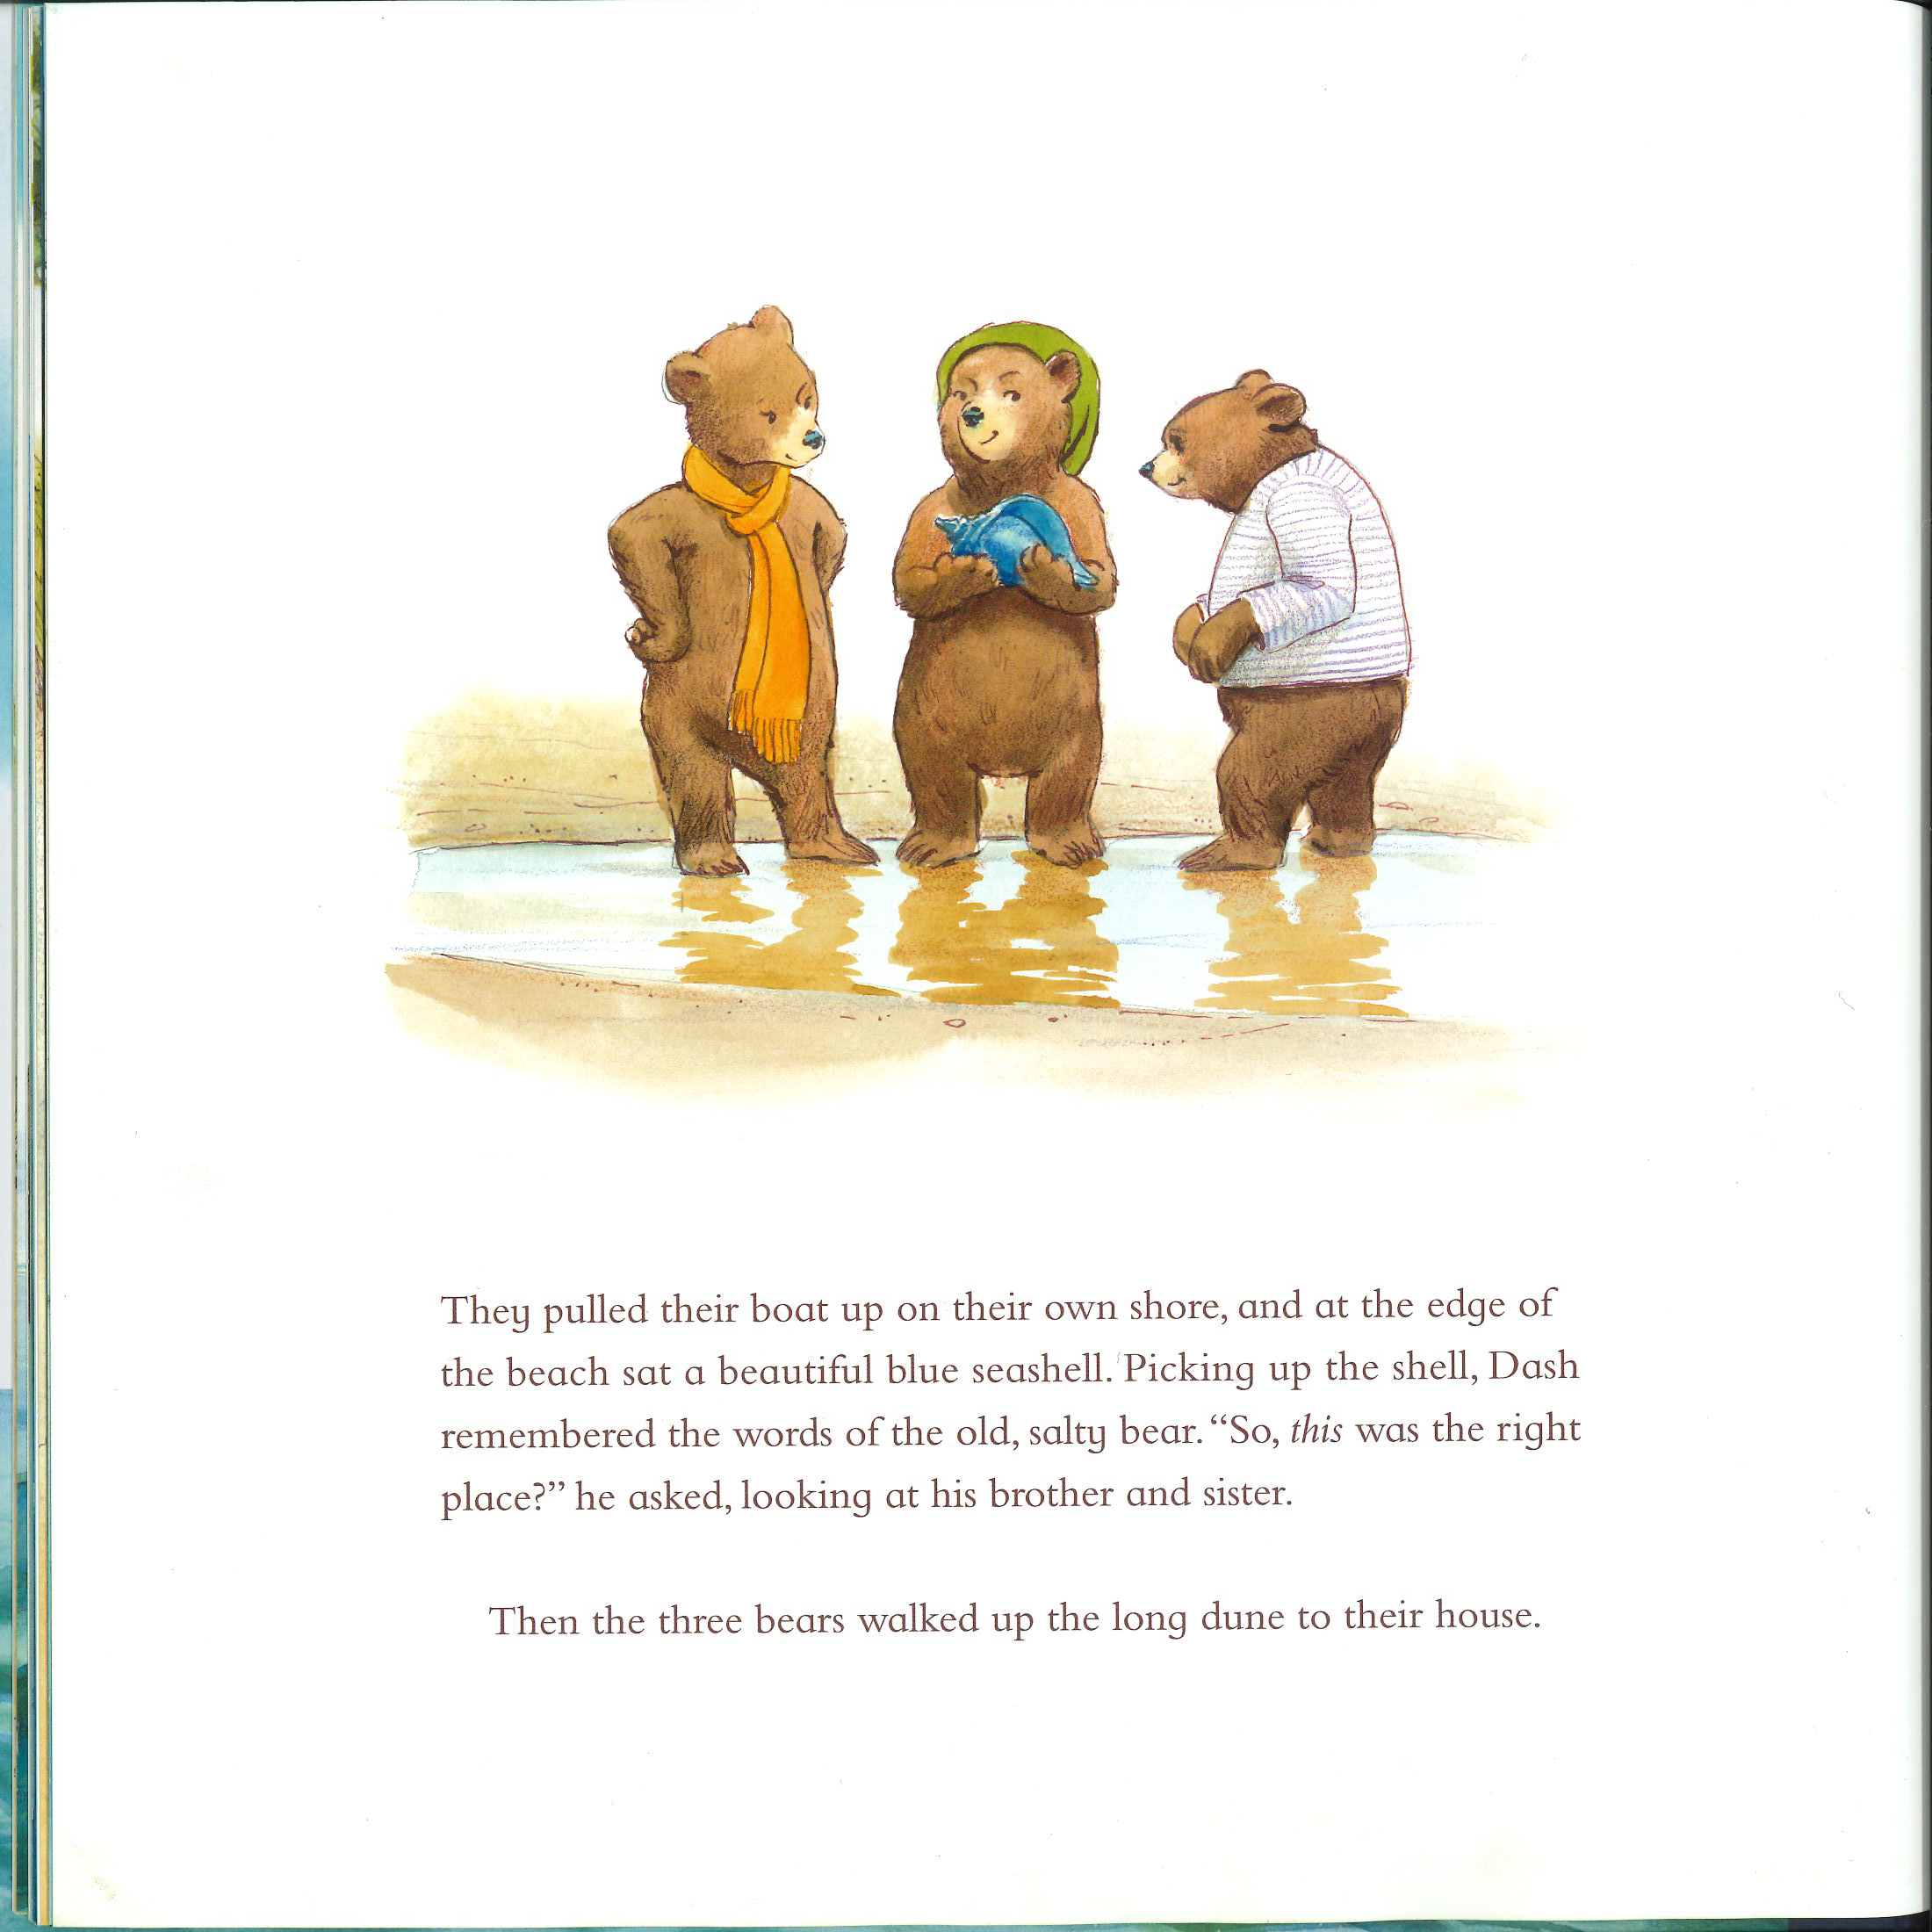 They pulled their boat up on their own shore, and at the edge of
the beach sat a beautiful blue seashell. Picking up the shell, Dash
remembered the words of the old, salty bear. “So, this was the right
place?” he asked, looking at his brother and sister.
Then the three bears walked up the long dune to their house.